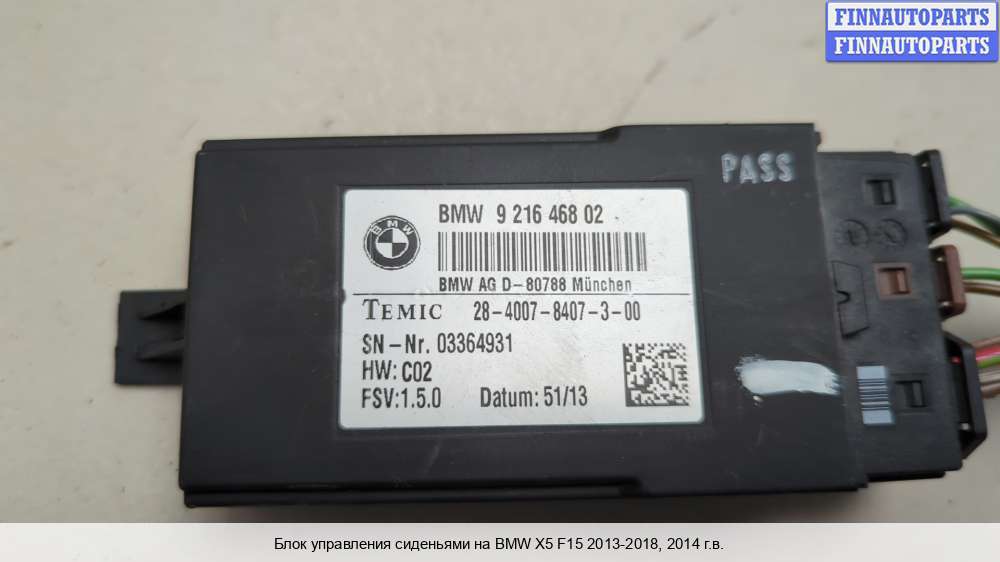 FINNAUTOPARTS
FINNAUTOPARTS
PASS
BMW 9 216 468 02
BMW
BMW AG D-80788 München
TEMIC 28-4007-8407-3-00
SN-Nr. 03364931
HW: C02
FSV:1.5.0 Datum: 51/13
Блок управления сиденьями на BMW X5 F15 2013-2018, 2014 г.в.